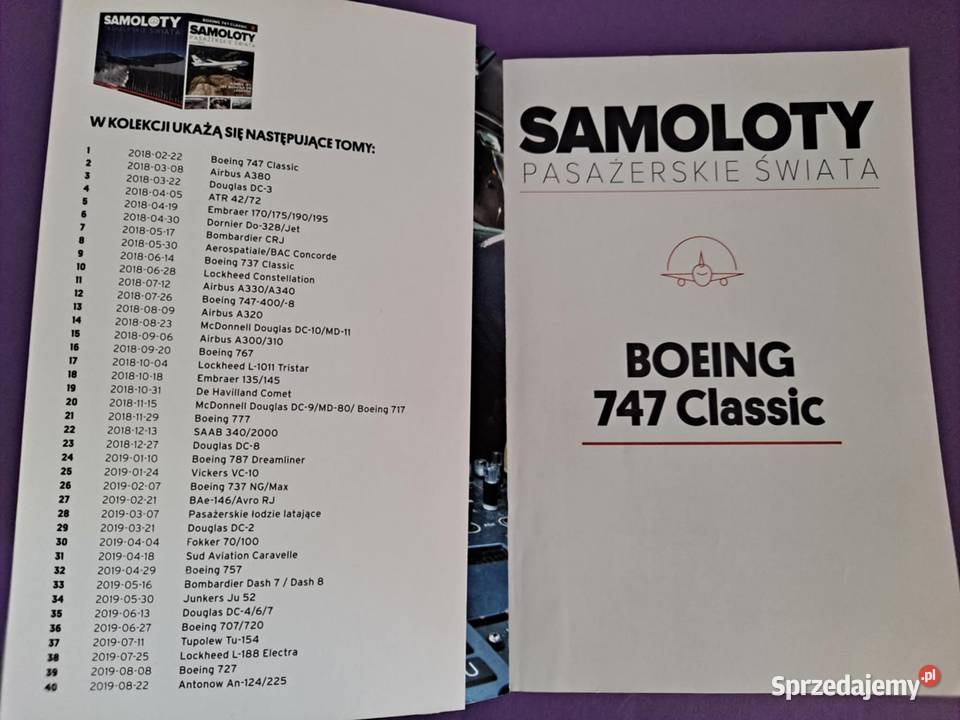 SAMOLOTY
BOEING 747 CLASSIC
SAMOLOTY
PASAŻERSKIE ŚWIATA
W KOLEKCJI UKAŻĄ SIĘ NASTĘPUJĄCE TOMY:
1 2018-02-22 Boeing 747 Classic
2 2018-03-08 Airbus A380
3 2018-03-22 Douglas DC-3
4 2018-04-05 ATR 42/72
5 2018-04-19 Embraer 170/175/190/195
6 2018-04-30 Dornier Do-328/Jet
7 2018-05-17 Bombardier CRJ
8 2018-05-30 Aerospatiale/BAC Concorde
9 2018-06-14 Boeing 737 Classic
10 2018-06-28 Lockheed Constellation
11 2018-07-12 Airbus A330/A340
12 2018-07-26 Boeing 747-400/-8
13 2018-08-09 Airbus A320
14 2018-08-23 McDonnell Douglas DC-10/MD-11
15 2018-09-06 Airbus A300/310
16 2018-09-20 Boeing 767
17 2018-10-04 Lockheed L-1011 Tristar
18 2018-10-18 Embraer 135/145
19 2018-10-31 De Havilland Comet
20 2018-11-15 McDonnell Douglas DC-9/MD-80/ Boeing 717
21 2018-11-29 Boeing 777
22 2018-12-13 SAAB 340/2000
23 2018-12-27 Douglas DC-8
24 2019-01-10 Boeing 787 Dreamliner
25 2019-01-24 Vickers VC-10
26 2019-02-07 Boeing 737 NG/Max
27 2019-02-21 BAe-146/Avro RJ
28 2019-03-07 Pasażerskie łodzie latające
29 2019-03-21 Douglas DC-2
30 2019-04-04 Fokker 70/100
31 2019-04-18 Sud Aviation Caravelle
32 2019-04-29 Boeing 757
33 2019-05-16 Bombardier Dash 7 / Dash 8
34 2019-05-30 Junkers Ju 52
35 2019-06-13 Douglas DC-4/6/7
36 2019-06-27 Boeing 707/720
37 2019-07-11 Tupolew Tu-154
38 2019-07-25 Lockheed L-188 Electra
39 2019-08-08 Boeing 727
40 2019-08-22 Antonow An-124/225
SAMOLOTY
PASAŻERSKIE ŚWIATA
BOEING
747 Classic
Sprzedajemy.pl